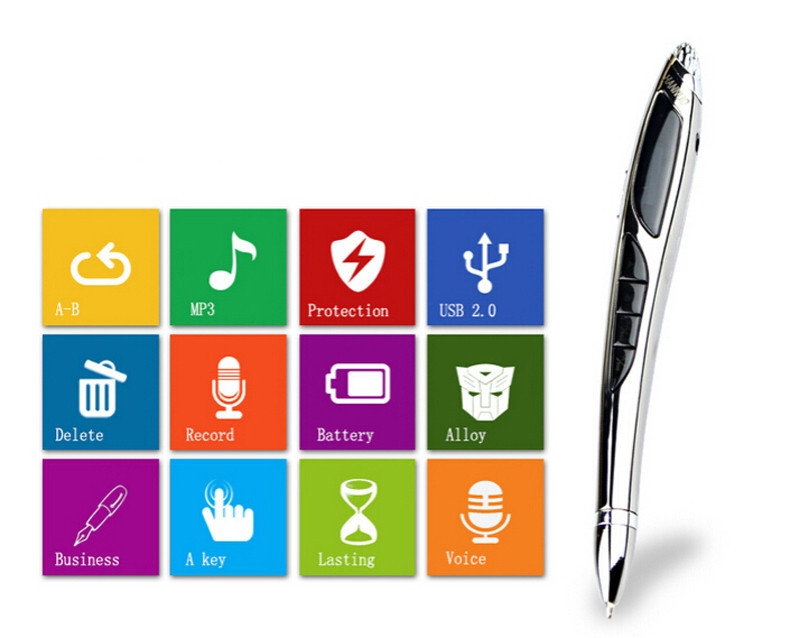 A-B
MP3
Protection
USB 2.0
Delete
Record
Battery
Alloy
Business
A key
Lasting
Voice